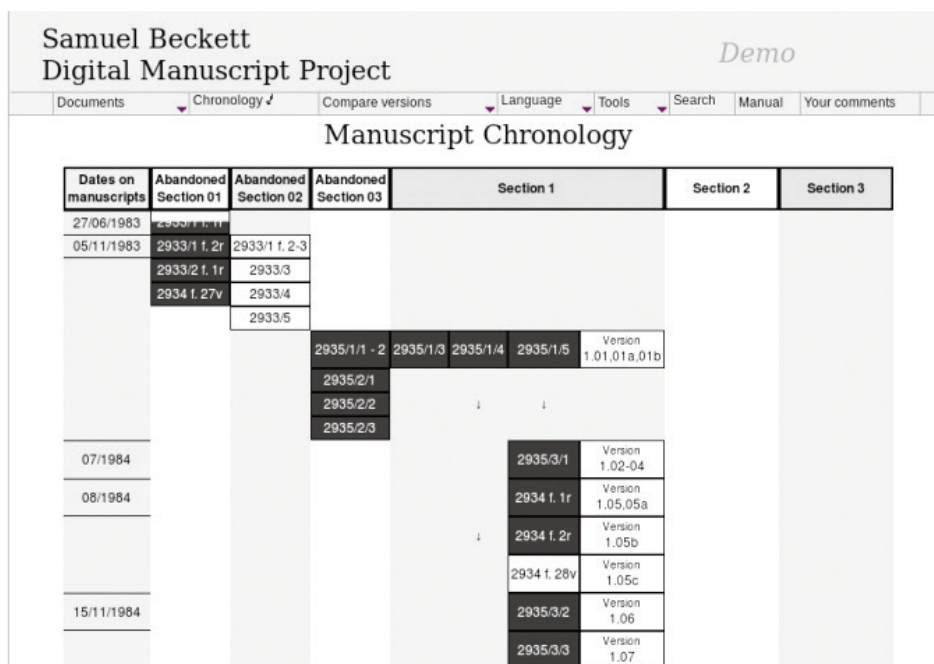 Samuel Beckett
Digital Manuscript Project
Demo
Documents Chronology Compare versions Language Tools Search Manual Your comments
Manuscript Chronology
Dates on manuscripts Abandoned Section 01 Abandoned Section 02 Abandoned Section 03 Section 1 Section 2 Section 3
27/06/1983 2933/1 f. 1r
05/11/1983 2933/1 f. 2r 2933/1 f. 2-3
2933/2 f. 1r 2933/3
2934 f. 27v 2933/4
2933/5
2935/1/1 - 2 2935/1/3 2935/1/4 2935/1/5 Version 1.01,01a,01b
2935/2/1
2935/2/2 ↓ ↓
2935/2/3
07/1984 2935/3/1 Version 1.02-04
08/1984 2934 f. 1r Version 1.05,05a
↓ 2934 f. 2r Version 1.05b
2934 f. 28v Version 1.05c
15/11/1984 2935/3/2 Version 1.06
2935/3/3 Version 1.07